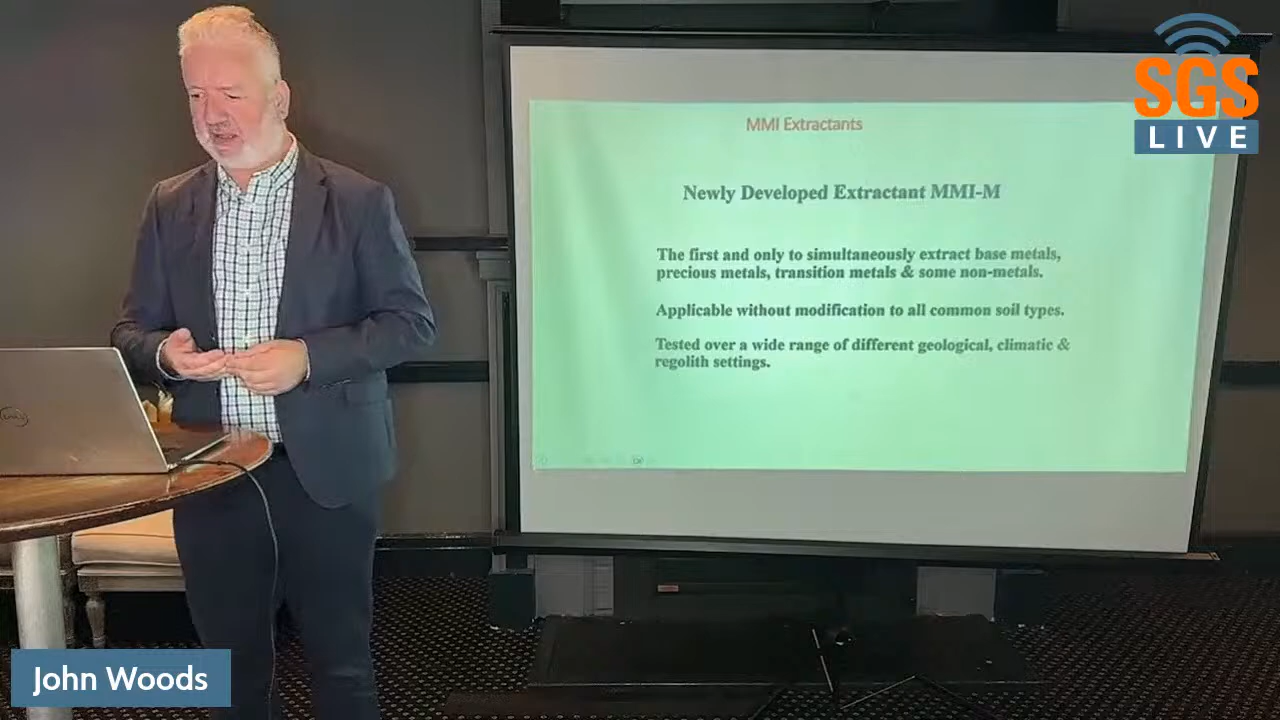 SGS
LIVE
MMI Extractants
Newly Developed Extractant MMI-M
The first and only to simultaneously extract base metals,
precious metals, transition metals & some non-metals.
Applicable without modification to all common soil types.
Tested over a wide range of different geological, climatic &
regolith settings.
DELL
John Woods